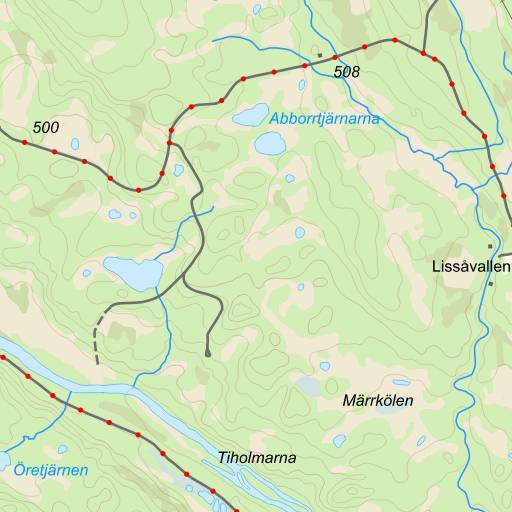 508
Abborrtjärnarna
500
Lissåvallen
Märrkölen
Tiholmarna
Öretjärnen